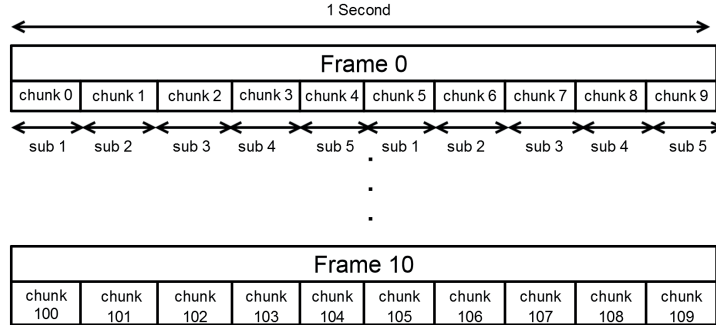 1 Second
Frame 0
chunk 0 chunk 1 chunk 2 chunk 3 chunk 4 chunk 5 chunk 6 chunk 7 chunk 8 chunk 9
sub 1 sub 2 sub 3 sub 4 sub 5 sub 1 sub 2 sub 3 sub 4 sub 5
Frame 10
chunk chunk chunk chunk chunk chunk chunk chunk chunk chunk
100 101 102 103 104 105 106 107 108 109